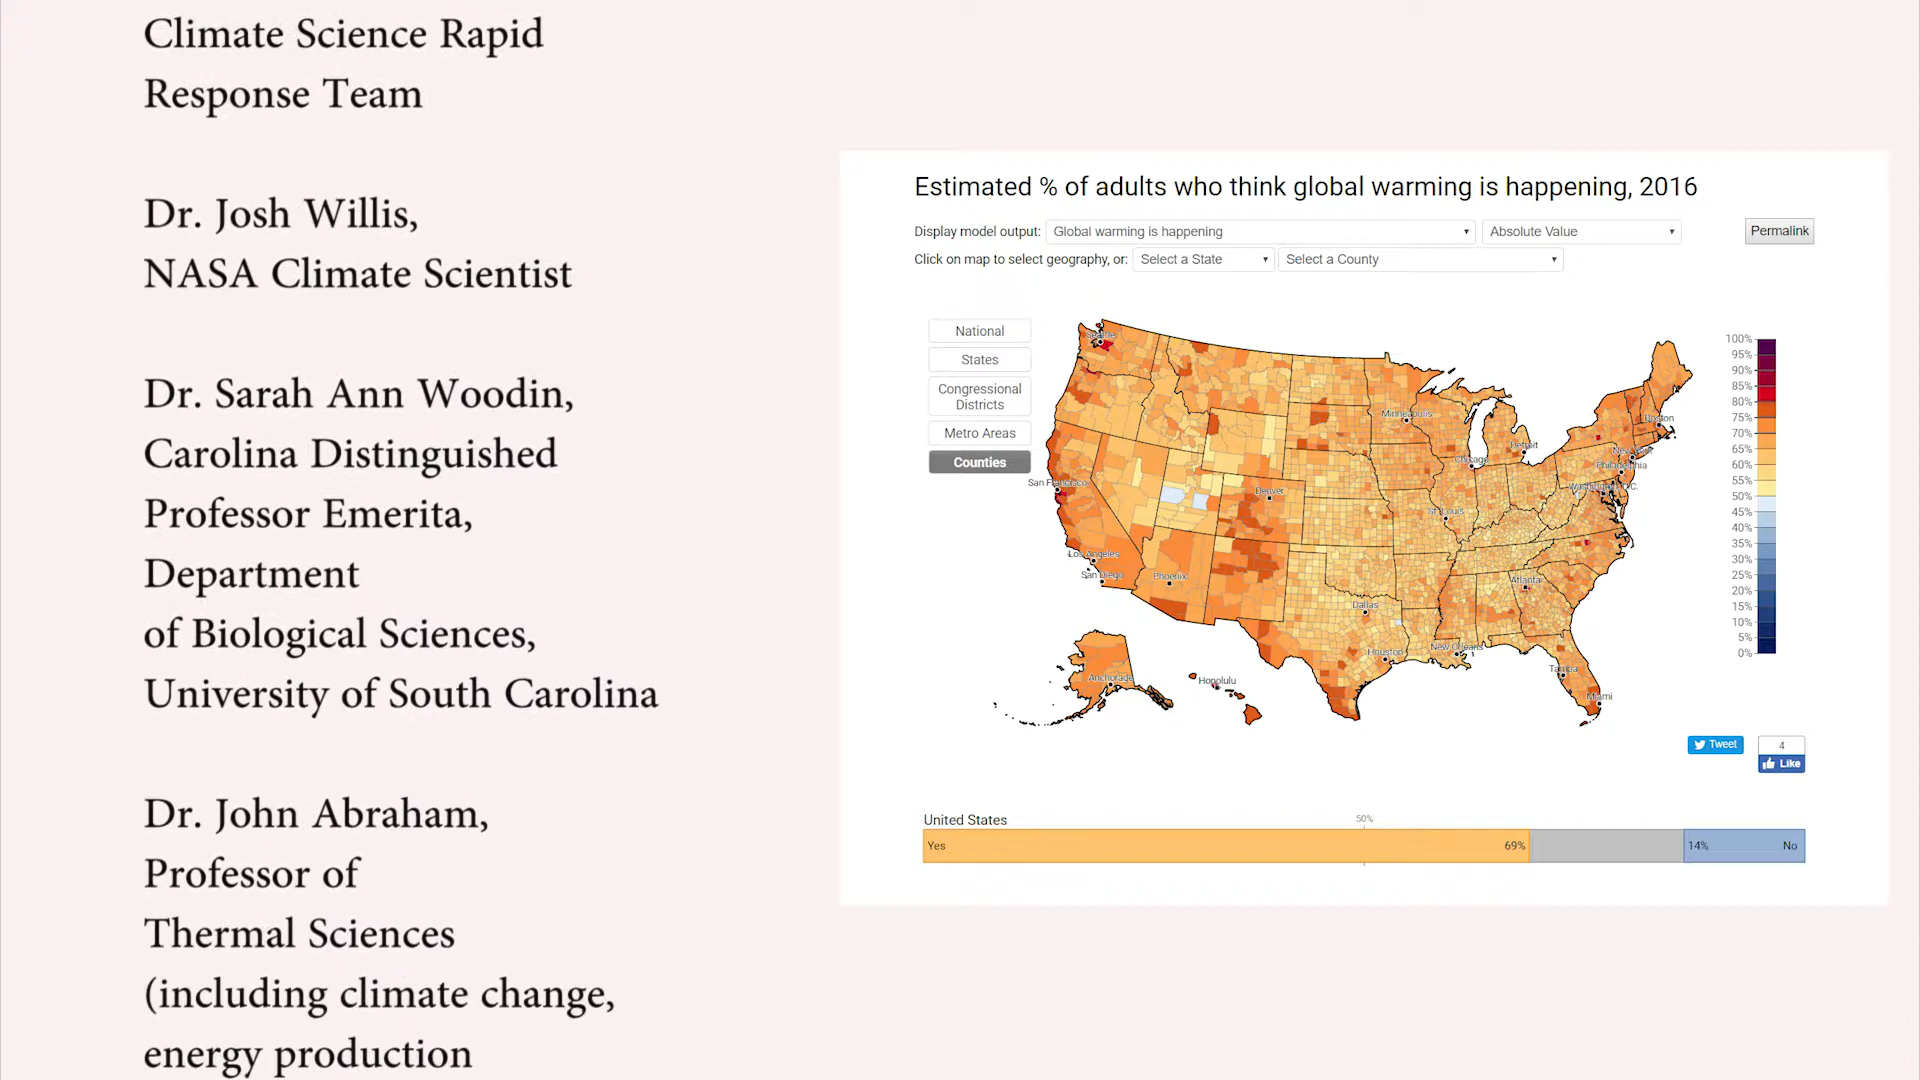 Climate Science Rapid
Response Team
Dr. Josh Willis,
NASA Climate Scientist
Dr. Sarah Ann Woodin,
Carolina Distinguished
Professor Emerita,
Department
of Biological Sciences,
University of South Carolina
Dr. John Abraham,
Professor of
Thermal Sciences
(including climate change,
energy production
Estimated % of adults who think global warming is happening, 2016
Display model output: Global warming is happening Absolute Value Permalink
Click on map to select geography, or: Select a State Select a County
National
States
Congressional
Districts
Metro Areas
Counties
Seattle
Minneapolis
Boston
Detroit
Chicago
New York
Philadelphia
Washington D.C.
San Francisco
Denver
St. Louis
Los Angeles
San Diego
Phoenix
Atlanta
Dallas
Houston
New Orleans
Tampa
Miami
Anchorage
Honolulu
100%
95%
90%
85%
80%
75%
70%
65%
60%
55%
50%
45%
40%
35%
30%
25%
20%
15%
10%
5%
0%
Tweet
4
Like
United States
50%
Yes 69% 14% No